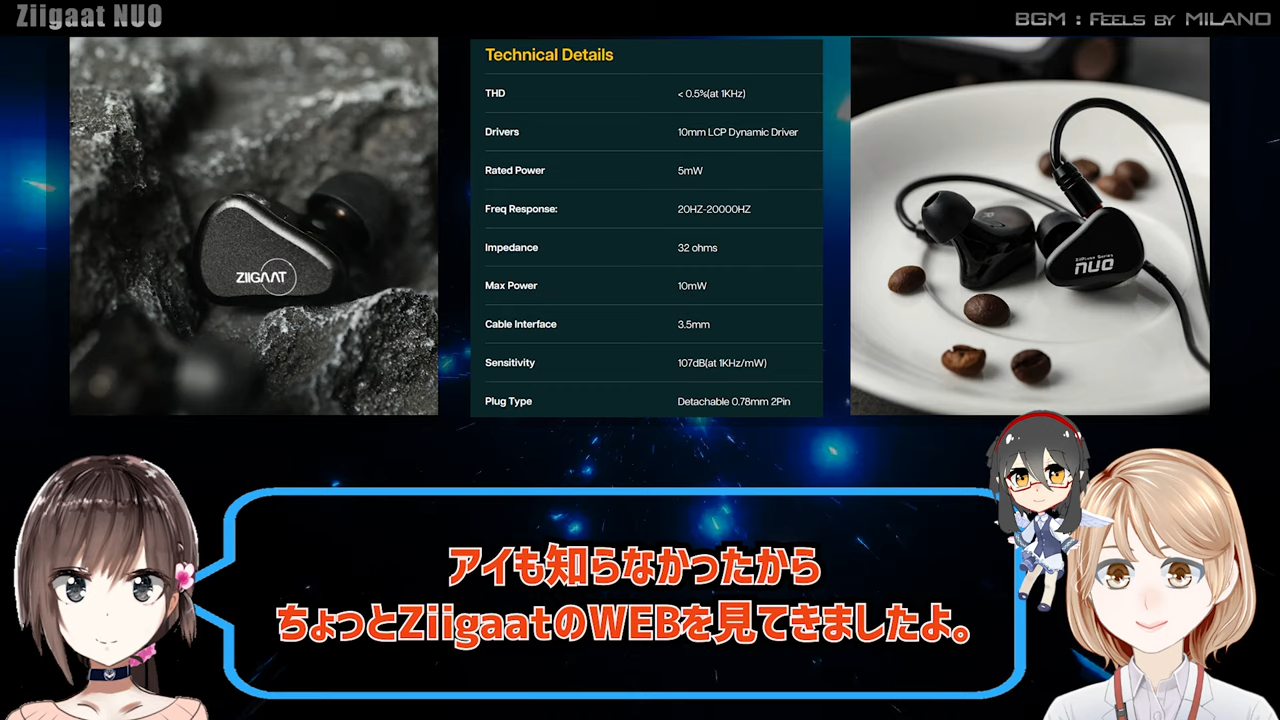 Ziigaat NUO
BGM : Feels by MILANO
Technical Details
THD < 0.5%(at 1KHz)
Drivers 10mm LCP Dynamic Driver
Rated Power 5mW
Freq Response: 20HZ-20000HZ
Impedance 32 ohms
Max Power 10mW
Cable Interface 3.5mm
Sensitivity 107dB(at 1KHz/mW)
Plug Type Detachable 0.78mm 2Pin
ZIIGAAT
NUO
アイも知らなかったから
ちょっとZiigaatのWEBを見てきましたよ。